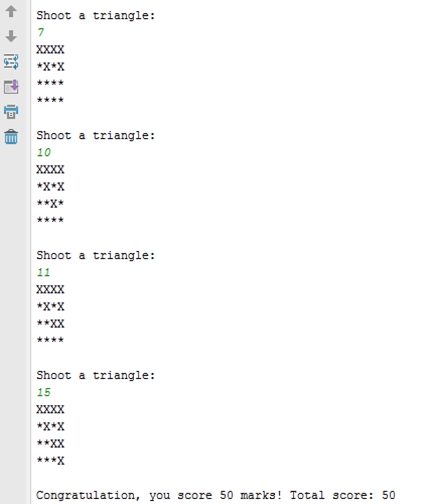 Shoot a triangle:
7
XXXX
*X*X
****
****
Shoot a triangle:
10
XXXX
*X*X
**X*
****
Shoot a triangle:
11
XXXX
*X*X
**XX
****
Shoot a triangle:
15
XXXX
*X*X
**XX
***X
Congratulation, you score 50 marks! Total score: 50